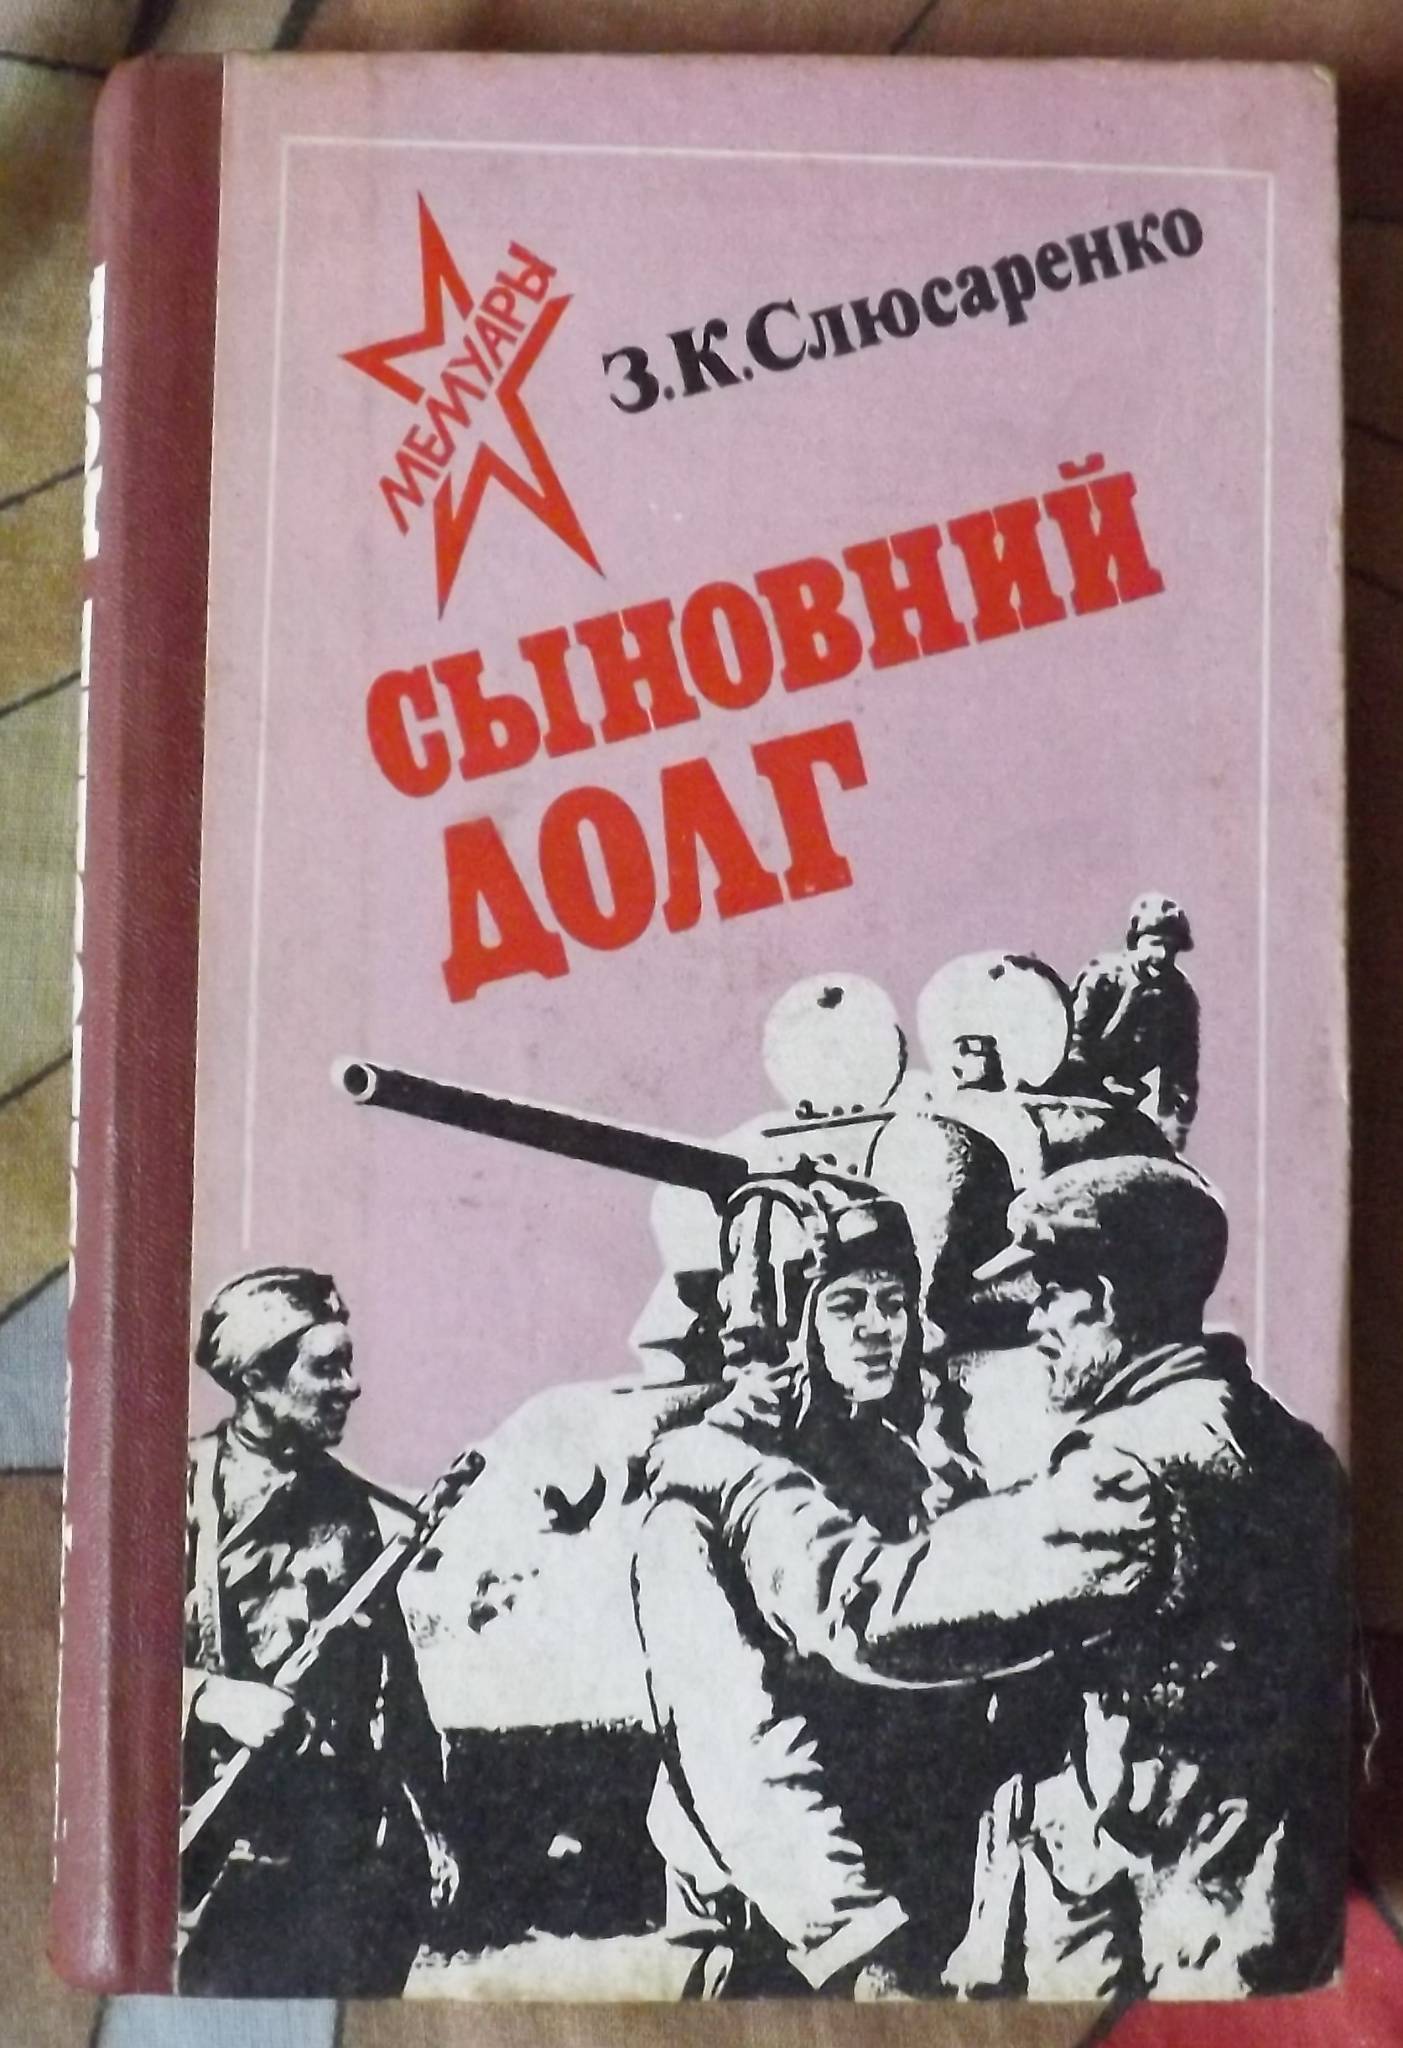 МЕМУАРЫ
З.К.Слюсаренко
СЫНОВНИЙ
ДОЛГ